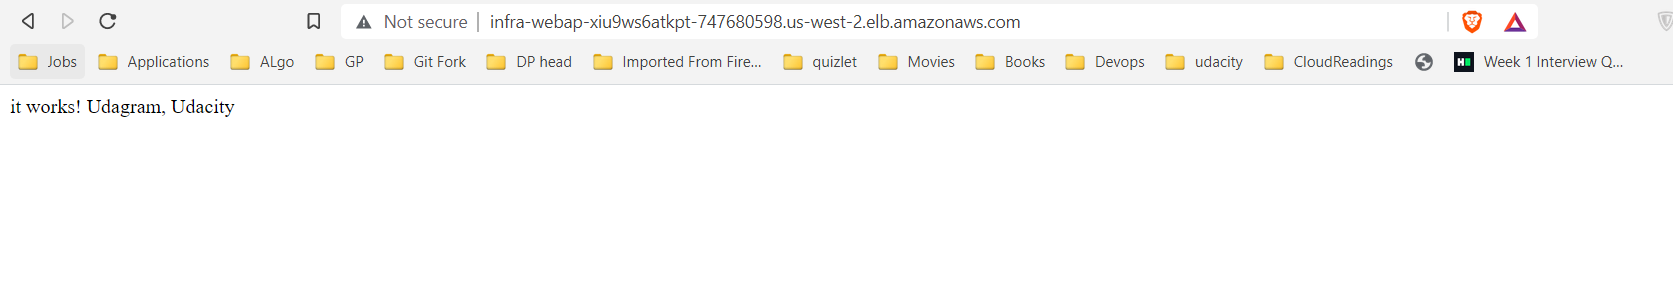 Not secure | infra-webap-xiu9ws6atkpt-747680598.us-west-2.elb.amazonaws.com
Jobs Applications ALgo GP Git Fork DP head Imported From Fire... quizlet Movies Books Devops udacity CloudReadings Week 1 Interview Q...
it works! Udagram, Udacity